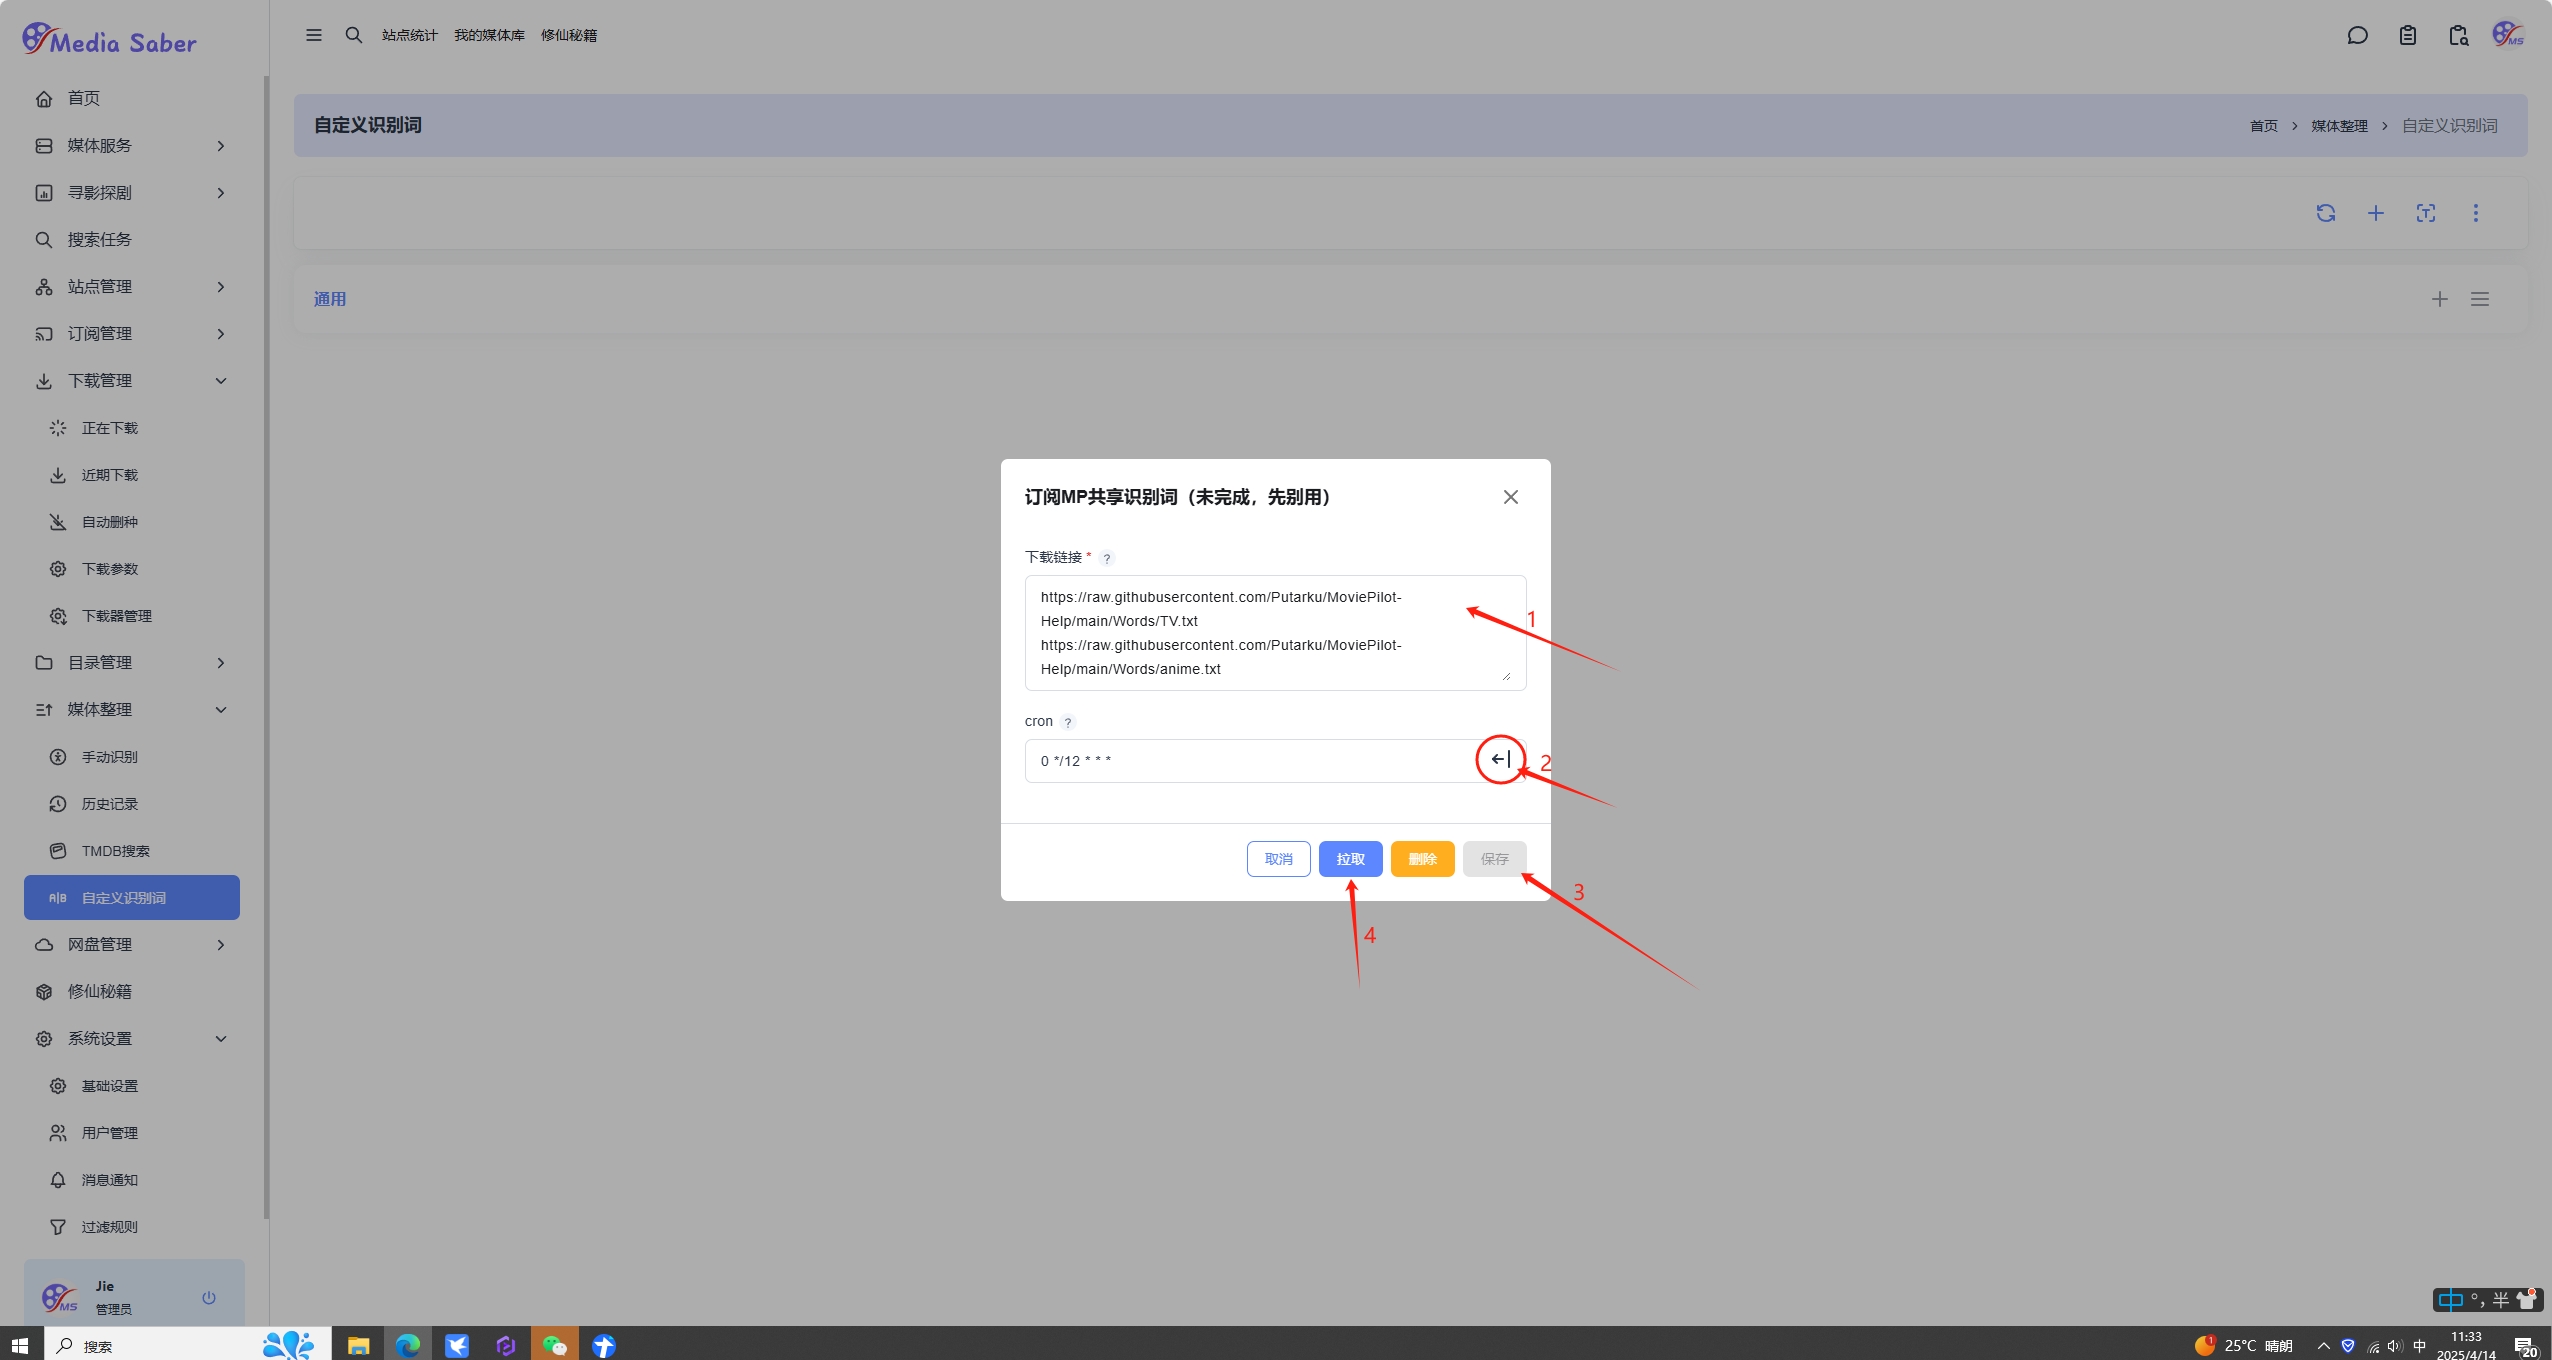 Media Saber
站点统计 我的媒体库 修仙秘籍
首页
媒体服务
寻影探剧
搜索任务
站点管理
订阅管理
下载管理
正在下载
近期下载
自动删种
下载参数
下载器管理
目录管理
媒体整理
手动识别
历史记录
TMDB搜索
A|B 自定义识别词
网盘管理
修仙秘籍
系统设置
基础设置
用户管理
消息通知
过滤规则
Jie
管理员
自定义识别词
首页 > 媒体整理 > 自定义识别词
通用
订阅MP共享识别词（未完成，先别用）
下载链接 * ?
https://raw.githubusercontent.com/Putarku/MoviePilot-
Help/main/Words/TV.txt
https://raw.githubusercontent.com/Putarku/MoviePilot-
Help/main/Words/anime.txt
1
cron ?
0 */12 * * *
2
取消 拉取 删除 保存
3
4
中 °, 半
搜索
1
25°C 晴朗
中
11:33
2025/4/14
20
MS
MS